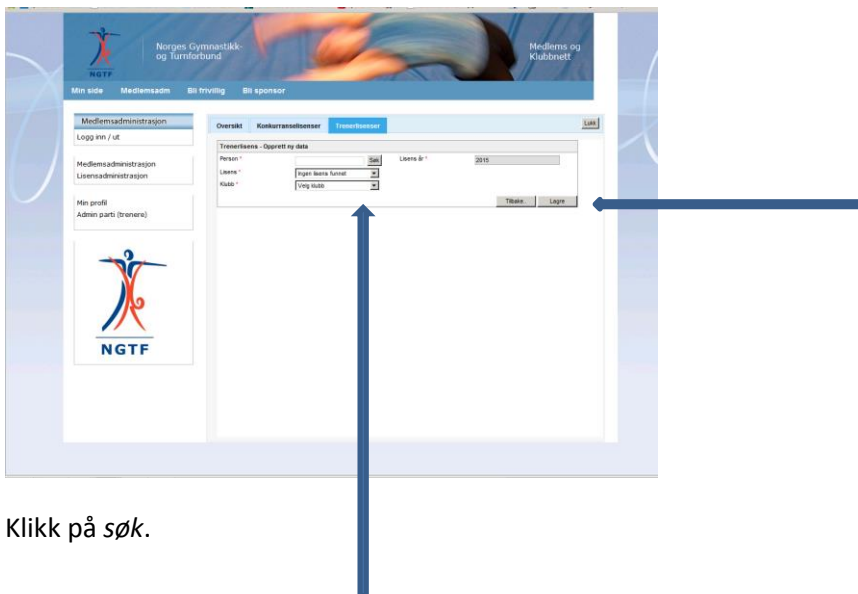 Norges Gymnastikk-
og Turnforbund
Medlems og
Klubbnett
NGTF
Min side Medlemsadm Bli frivillig Bli sponsor
Medlemsadministrasjon
Logg inn / ut
Medlemsadministrasjon
Lisensadministrasjon
Min profil
Admin parti (trenere)
NGTF
Oversikt Konkurranselisenser Trenerlisenser Lukk
Trenerlisens - Opprett ny data
Person * Søk Lisens år * 2015
Lisens * Ingen lisens funnet
Klubb * Velg klubb
Tilbake.. Lagre
Klikk på søk.